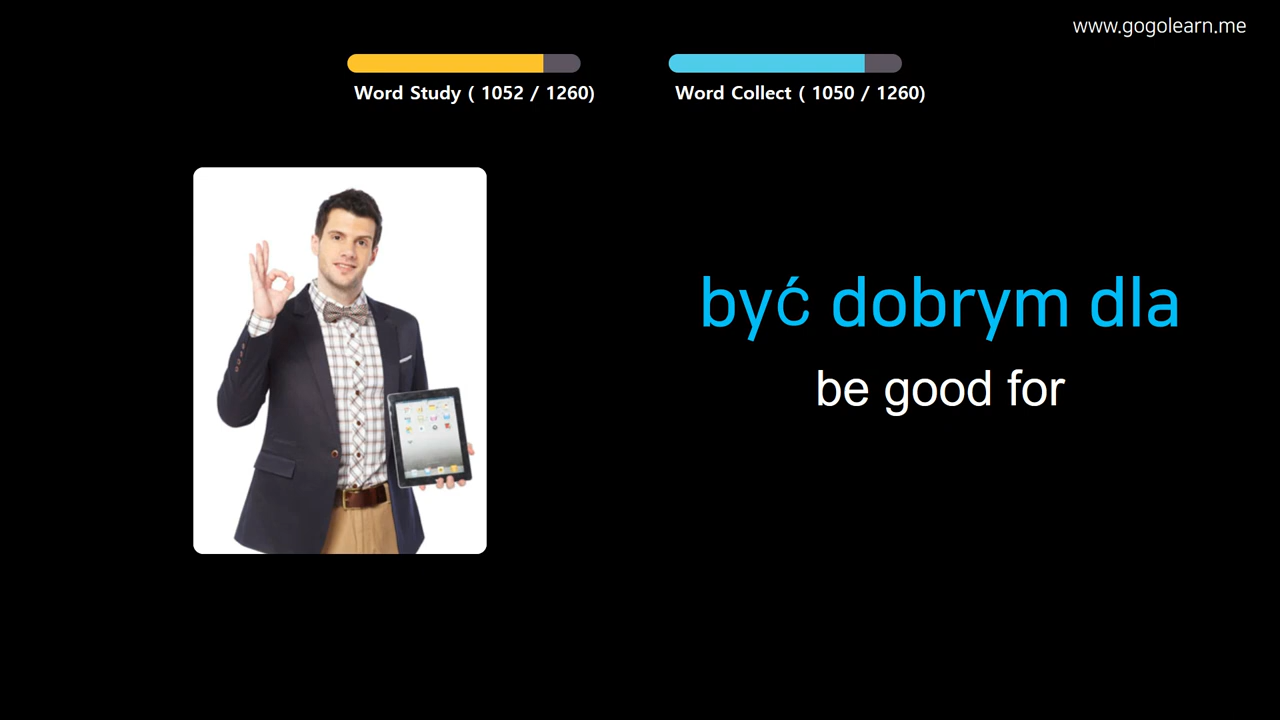 www.gogolearn.me
Word Study ( 1052 / 1260)
Word Collect ( 1050 / 1260)
być dobrym dla
be good for